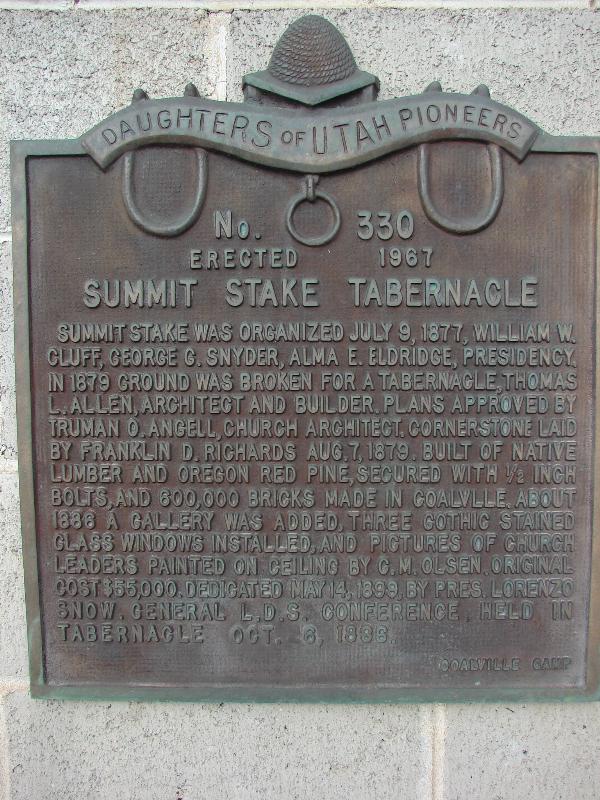 DAUGHTERS OF UTAH PIONEERS
No. 330
ERECTED 1967
SUMMIT STAKE TABERNACLE
SUMMIT STAKE WAS ORGANIZED JULY 9, 1877, WILLIAM W.
CLUFF, GEORGE G. SNYDER, ALMA E. ELDRIDGE, PRESIDENCY.
IN 1879 GROUND WAS BROKEN FOR A TABERNACLE, THOMAS
L. ALLEN, ARCHITECT AND BUILDER. PLANS APPROVED BY
TRUMAN O. ANGELL, CHURCH ARCHITECT. CORNERSTONE LAID
BY FRANKLIN D. RICHARDS AUG. 7, 1879. BUILT OF NATIVE
LUMBER AND OREGON RED PINE, SECURED WITH ½ INCH
BOLTS, AND 600,000 BRICKS MADE IN COALVLLE. ABOUT
1886 A GALLERY WAS ADDED, THREE GOTHIC STAINED
GLASS WINDOWS INSTALLED, AND PICTURES OF CHURCH
LEADERS PAINTED ON CEILING BY C. M. OLSEN. ORIGINAL
COST $55,000. DEDICATED MAY 14, 1899, BY PRES. LORENZO
SNOW. GENERAL L.D.S. CONFERENCE HELD IN
TABERNACLE OCT. 6, 1886.
COALVILLE CAMP